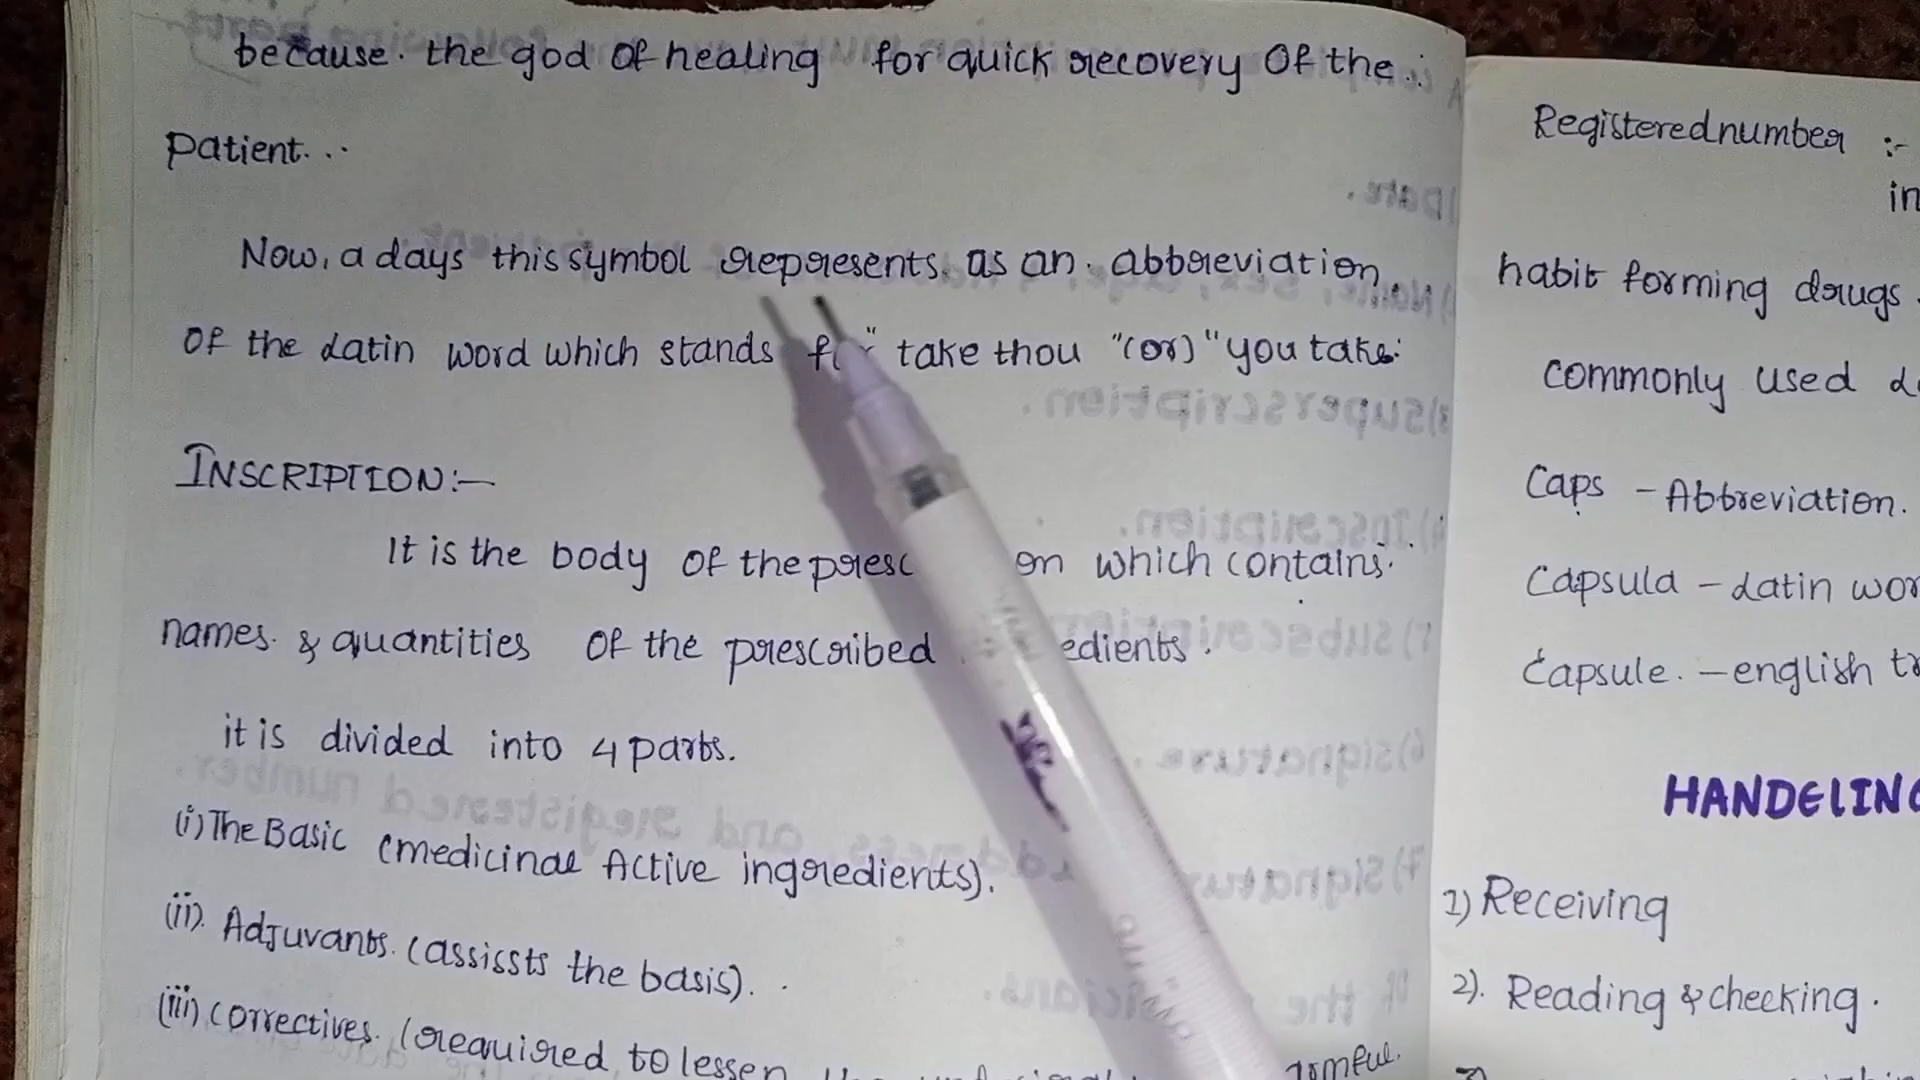 because. the god of healing for quick recovery of the.
patient...
Now, a days this symbol represents. as an. abbreviation
of the Latin word which stands "take thou "(or)" you take:
INSCRIPTION:-
It is the body of the which contains.
names. & quantities of the prescribed
it is divided into 4 parts.
(i) The Basic (medicinal Active ingredients).
(ii). Adjuvants. (assissts the basis).
(iii) correctives. (required to lessen
Registered number :-
in
habit forming drugs.
commonly used
Caps - Abbreviation.
Capsula - Latin
Capsule. - english
HANDELING
1) Receiving
2). Reading & checking.